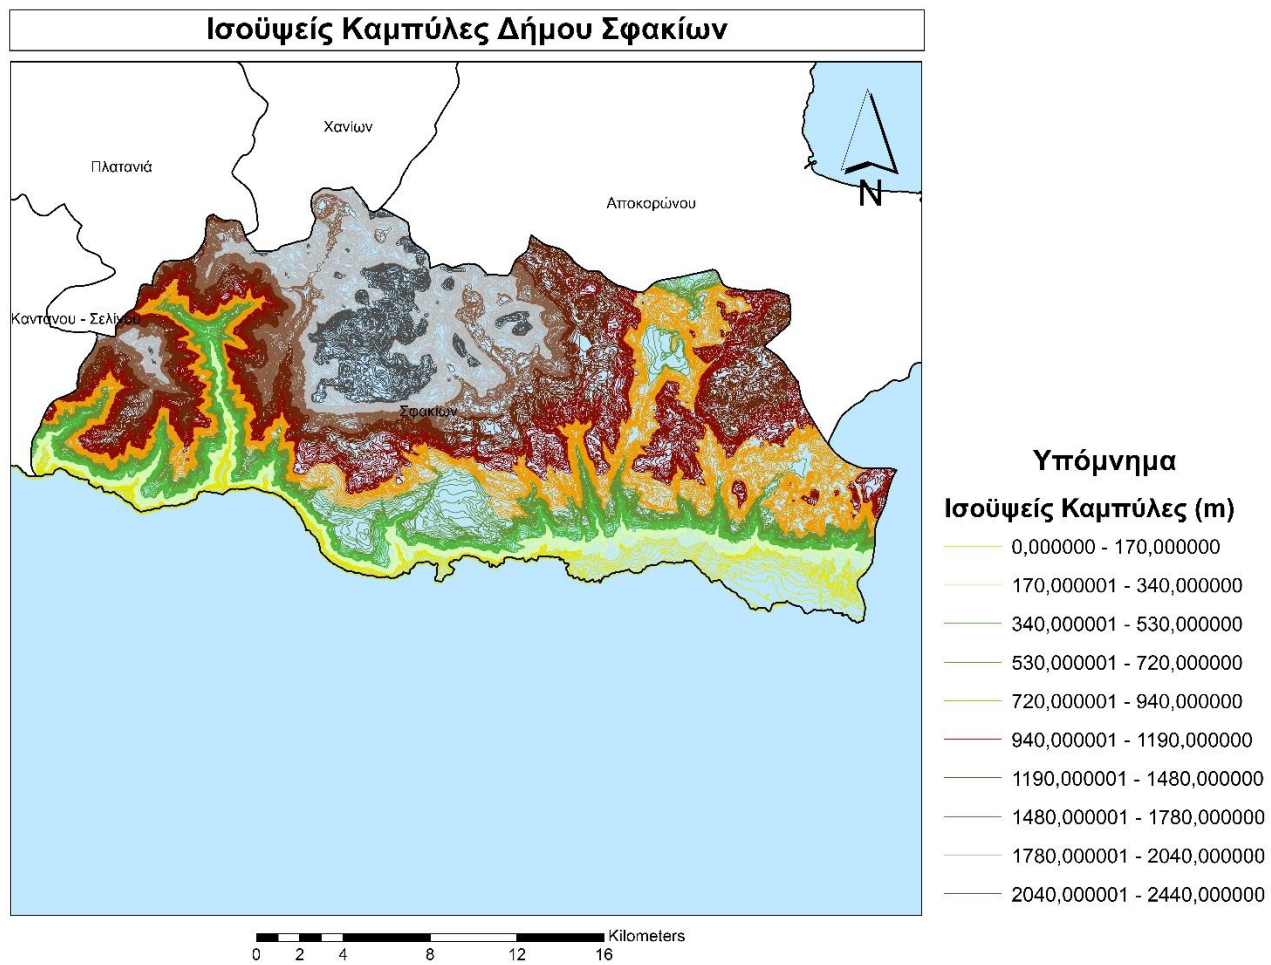 Ισοϋψείς Καμπύλες Δήμου Σφακίων
Χανίων
Πλατανιά
Αποκορώνου
N
Καντάνου - Σελίνου
Σφακίων
Υπόμνημα
Ισοϋψείς Καμπύλες (m)
0,000000 - 170,000000
170,000001 - 340,000000
340,000001 - 530,000000
530,000001 - 720,000000
720,000001 - 940,000000
940,000001 - 1190,000000
1190,000001 - 1480,000000
1480,000001 - 1780,000000
1780,000001 - 2040,000000
2040,000001 - 2440,000000
Kilometers
0 2 4 8 12 16